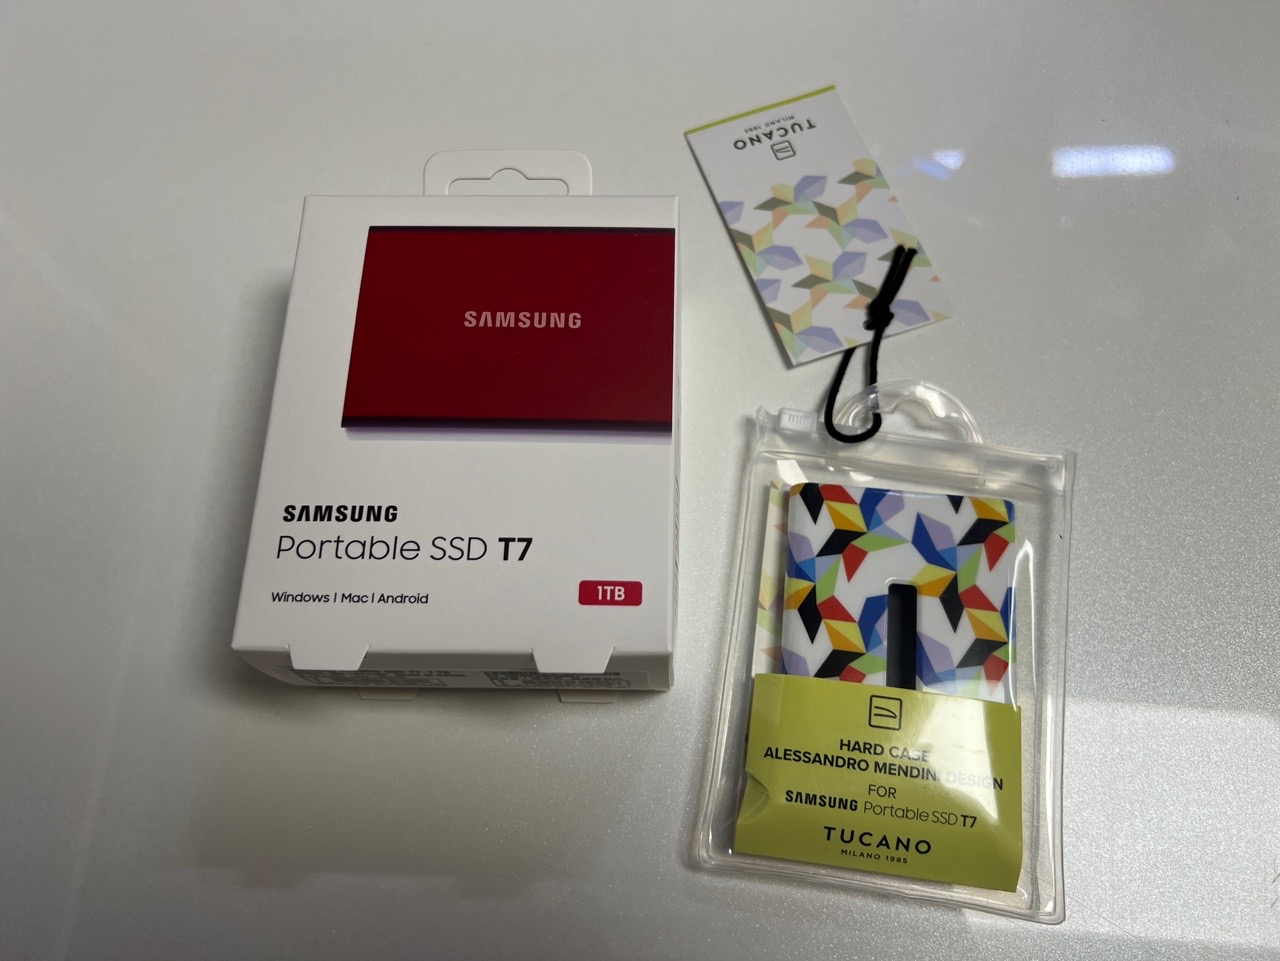 SAMSUNG
SAMSUNG
Portable SSD T7
Windows | Mac | Android
1TB
TUCANO
MILANO 1985
HARD CASE
ALESSANDRO MENDINI DESIGN
FOR
SAMSUNG Portable SSD T7
TUCANO
MILANO 1985